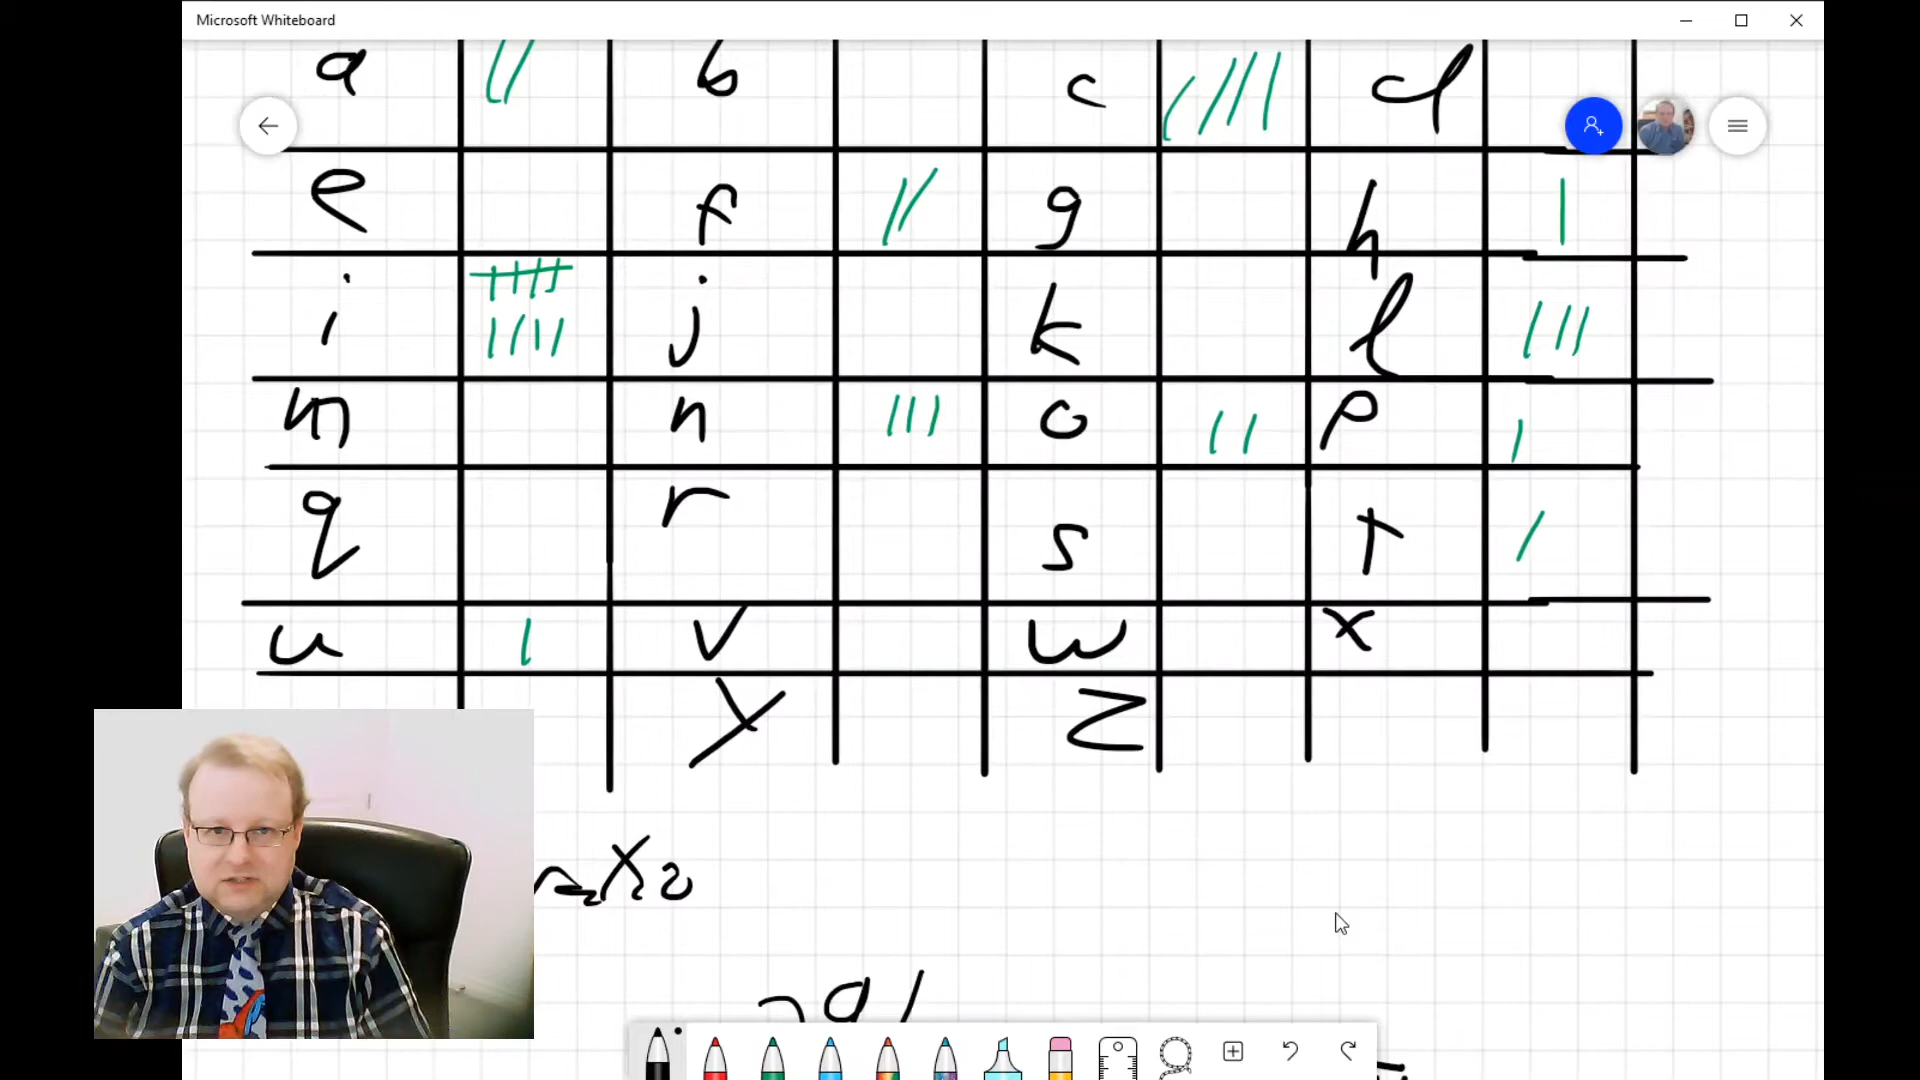 Microsoft Whiteboard
a b c d
e f g h
i j k l
m n o p
q r s t
u v w x
y z